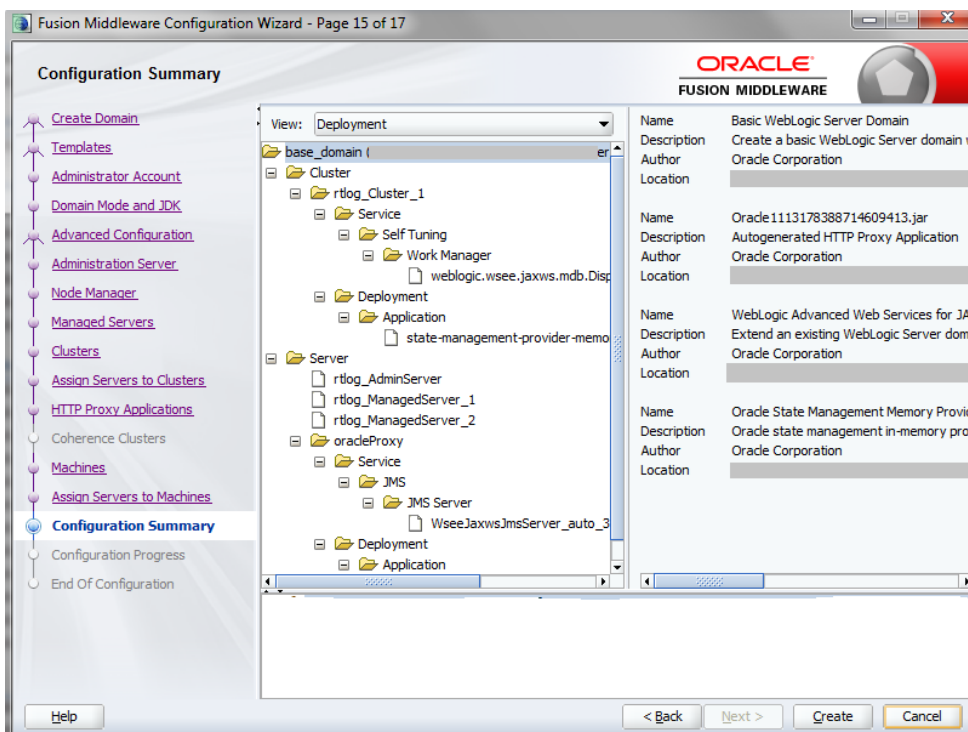 Fusion Middleware Configuration Wizard - Page 15 of 17
Configuration Summary
ORACLE
FUSION MIDDLEWARE
Create Domain
Templates
Administrator Account
Domain Mode and JDK
Advanced Configuration
Administration Server
Node Manager
Managed Servers
Clusters
Assign Servers to Clusters
HTTP Proxy Applications
Coherence Clusters
Machines
Assign Servers to Machines
Configuration Summary
Configuration Progress
End Of Configuration
View: Deployment
base_domain ( er
Cluster
rtlog_Cluster_1
Service
Self Tuning
Work Manager
weblogic.wsee.jaxws.mdb.Disp
Deployment
Application
state-management-provider-memo
Server
rtlog_AdminServer
rtlog_ManagedServer_1
rtlog_ManagedServer_2
oracleProxy
Service
JMS
JMS Server
WseeJaxwsJmsServer_auto_3
Deployment
Application
Name Basic WebLogic Server Domain
Description Create a basic WebLogic Server domain
Author Oracle Corporation
Location
Name Oracle1113178388714609413.jar
Description Autogenerated HTTP Proxy Application
Author Oracle Corporation
Location
Name WebLogic Advanced Web Services for JA
Description Extend an existing WebLogic Server dom
Author Oracle Corporation
Location
Name Oracle State Management Memory Provi
Description Oracle state management in-memory pro
Author Oracle Corporation
Location
Help
< Back
Next >
Create
Cancel